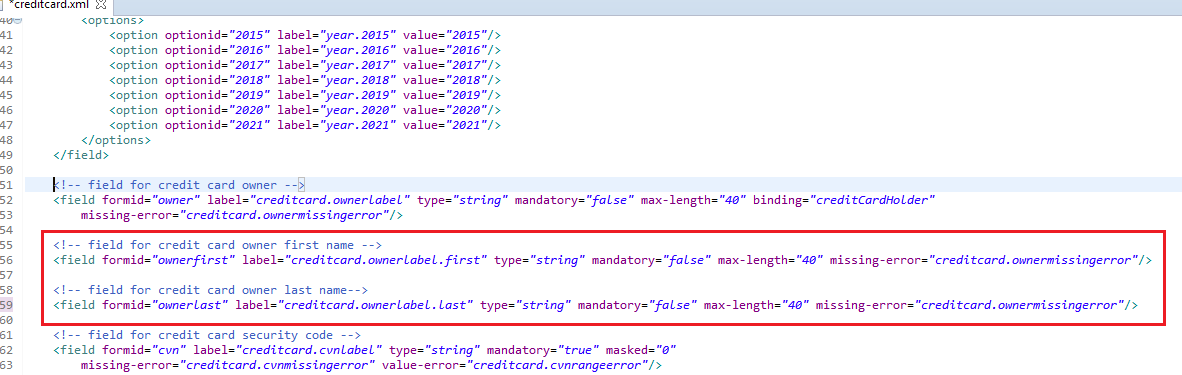 *creditcard.xml
40 <options>
41 <option optionid="2015" label="year.2015" value="2015"/>
42 <option optionid="2016" label="year.2016" value="2016"/>
43 <option optionid="2017" label="year.2017" value="2017"/>
44 <option optionid="2018" label="year.2018" value="2018"/>
45 <option optionid="2019" label="year.2019" value="2019"/>
46 <option optionid="2020" label="year.2020" value="2020"/>
47 <option optionid="2021" label="year.2021" value="2021"/>
48 </options>
49 </field>
50
51 <!-- field for credit card owner -->
52 <field formid="owner" label="creditcard.ownerlabel" type="string" mandatory="false" max-length="40" binding="creditCardHolder"
53 missing-error="creditcard.ownermissingerror"/>
54
55 <!-- field for credit card owner first name -->
56 <field formid="ownerfirst" label="creditcard.ownerlabel.first" type="string" mandatory="false" max-length="40" missing-error="creditcard.ownermissingerror"/>
57
58 <!-- field for credit card owner last name-->
59 <field formid="ownerlast" label="creditcard.ownerlabel.last" type="string" mandatory="false" max-length="40" missing-error="creditcard.ownermissingerror"/>
60
61 <!-- field for credit card security code -->
62 <field formid="cvn" label="creditcard.cvnlabel" type="string" mandatory="true" masked="0"
63 missing-error="creditcard.cvnmissingerror" value-error="creditcard.cvnrangeerror"/>